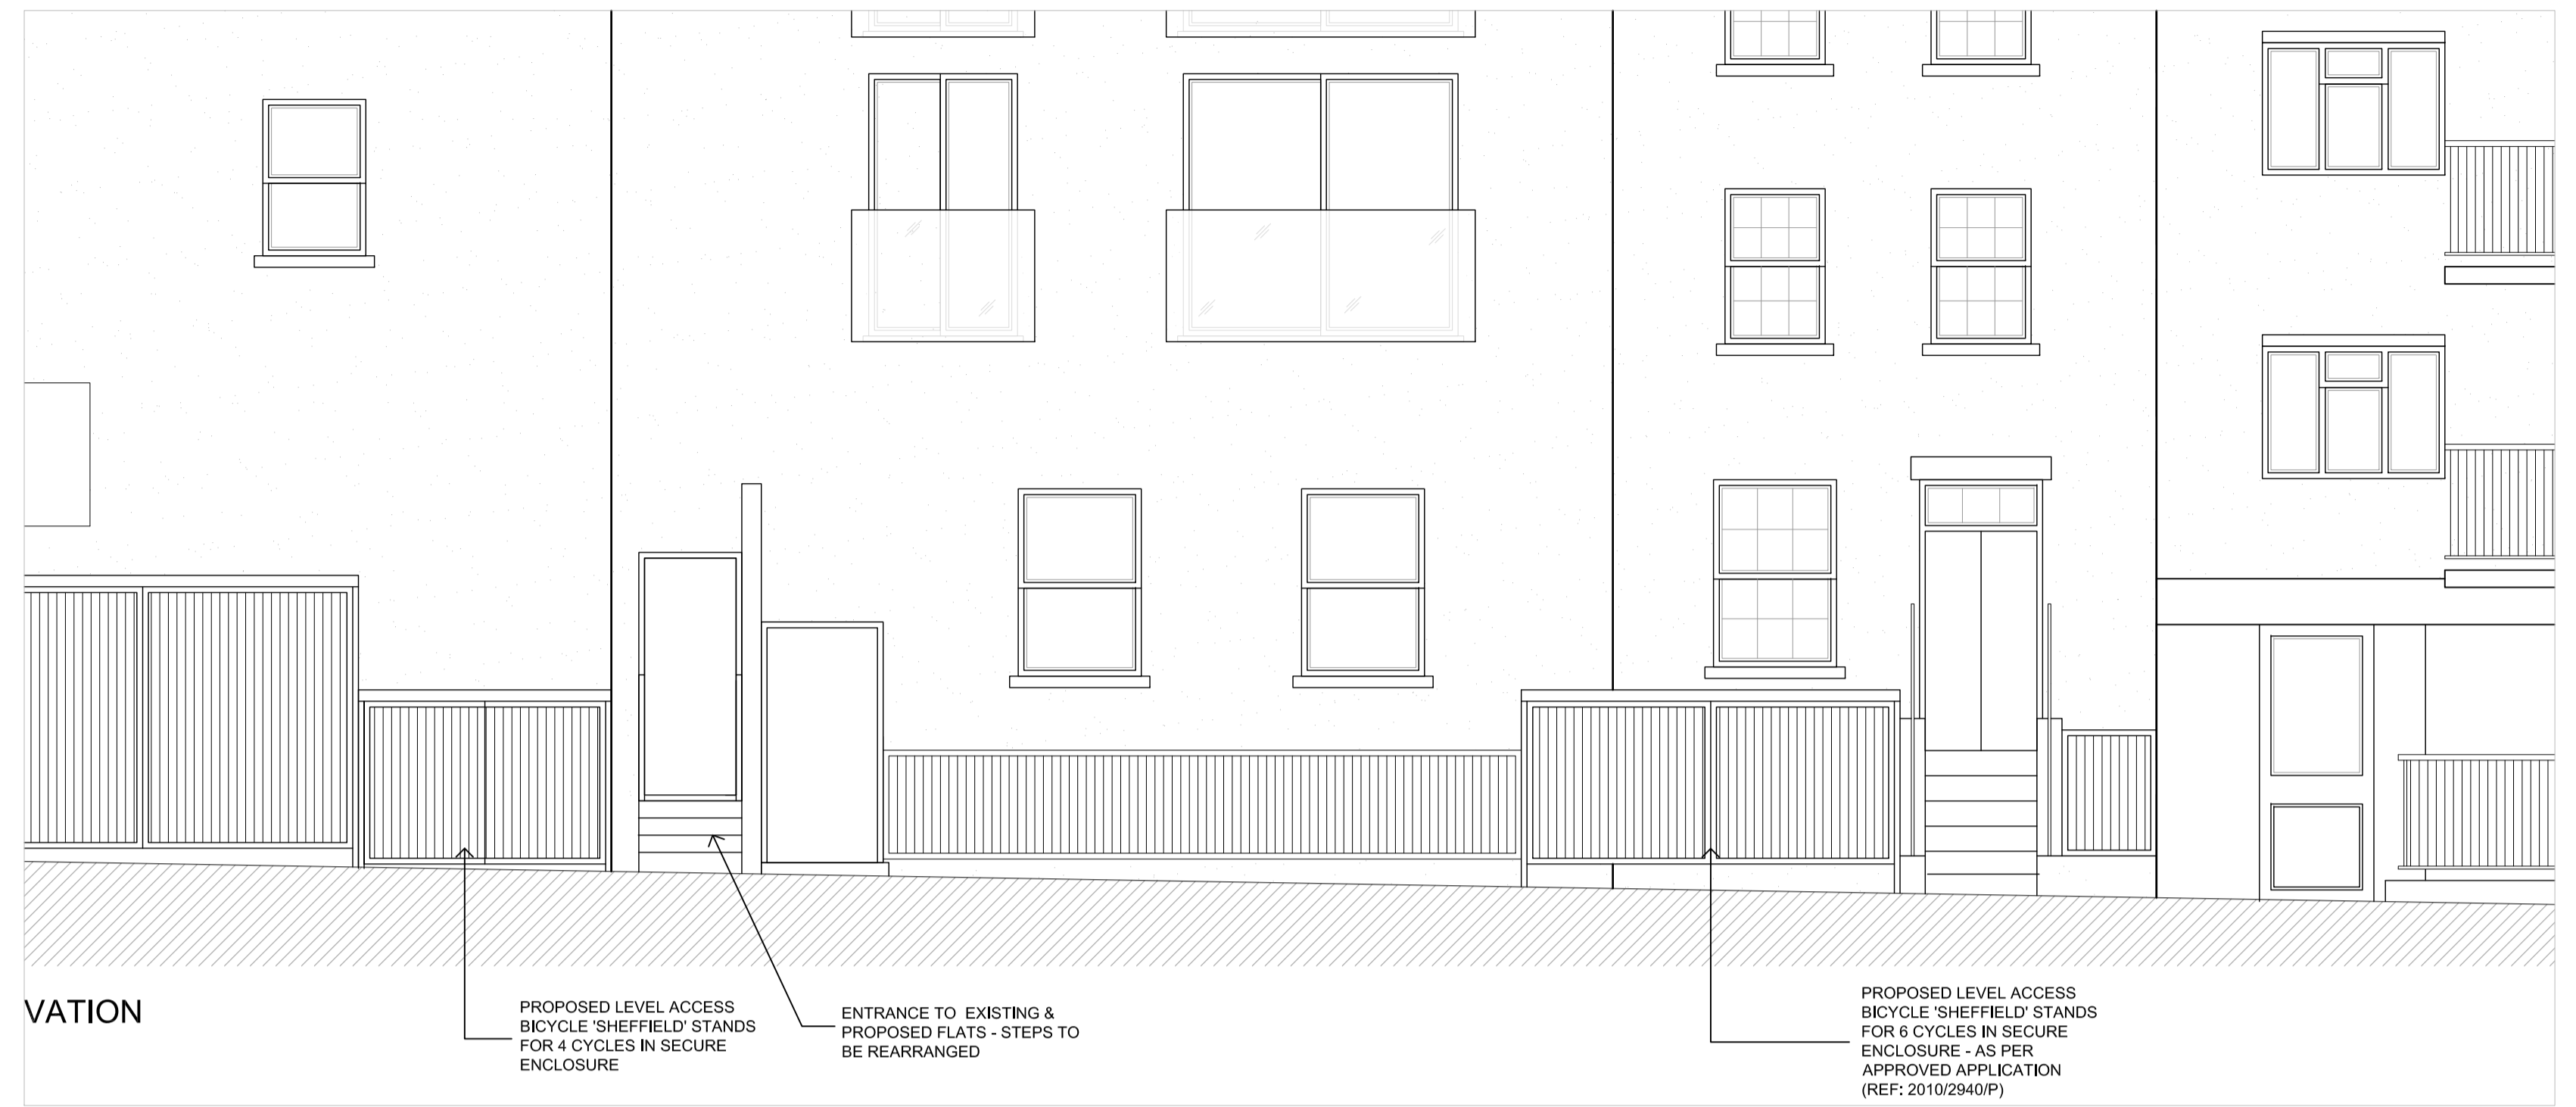 VATION
PROPOSED LEVEL ACCESS
BICYCLE 'SHEFFIELD' STANDS
FOR 4 CYCLES IN SECURE
ENCLOSURE
ENTRANCE TO EXISTING &
PROPOSED FLATS - STEPS TO
BE REARRANGED
PROPOSED LEVEL ACCESS
BICYCLE 'SHEFFIELD' STANDS
FOR 6 CYCLES IN SECURE
ENCLOSURE - AS PER
APPROVED APPLICATION
(REF: 2010/2940/P)